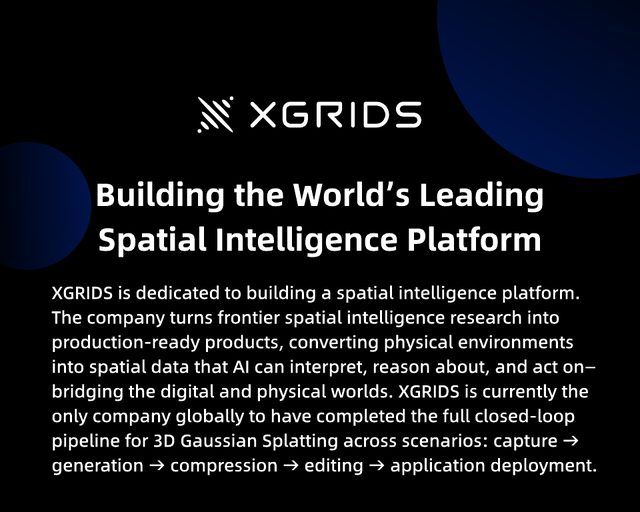 XGRIDS
Building the World’s Leading
Spatial Intelligence Platform
XGRIDS is dedicated to building a spatial intelligence platform.
The company turns frontier spatial intelligence research into
production-ready products, converting physical environments
into spatial data that AI can interpret, reason about, and act on—
bridging the digital and physical worlds. XGRIDS is currently the
only company globally to have completed the full closed-loop
pipeline for 3D Gaussian Splatting across scenarios: capture →
generation → compression → editing → application deployment.